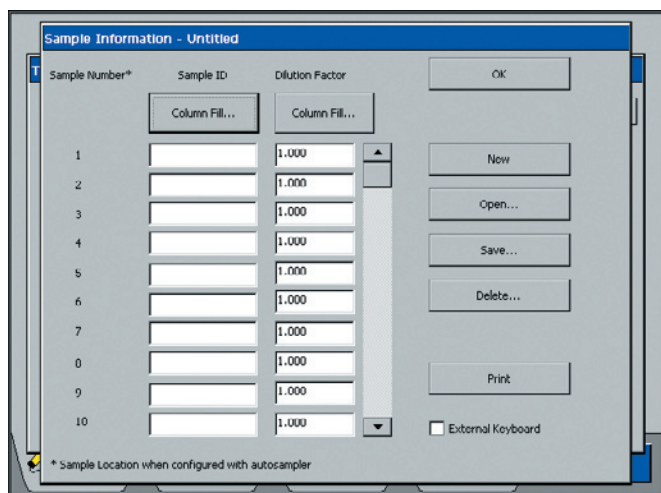 Sample Information - Untitled
T
Sample Number* Sample ID Dilution Factor OK
Column Fill... Column Fill...
1 1.000 New
2 1.000
3 1.000 Open...
4 1.000 Save...
5 1.000
6 1.000 Delete...
7 1.000
8 1.000
9 1.000 Print
10 1.000 External Keyboard
* Sample Location when configured with autosampler